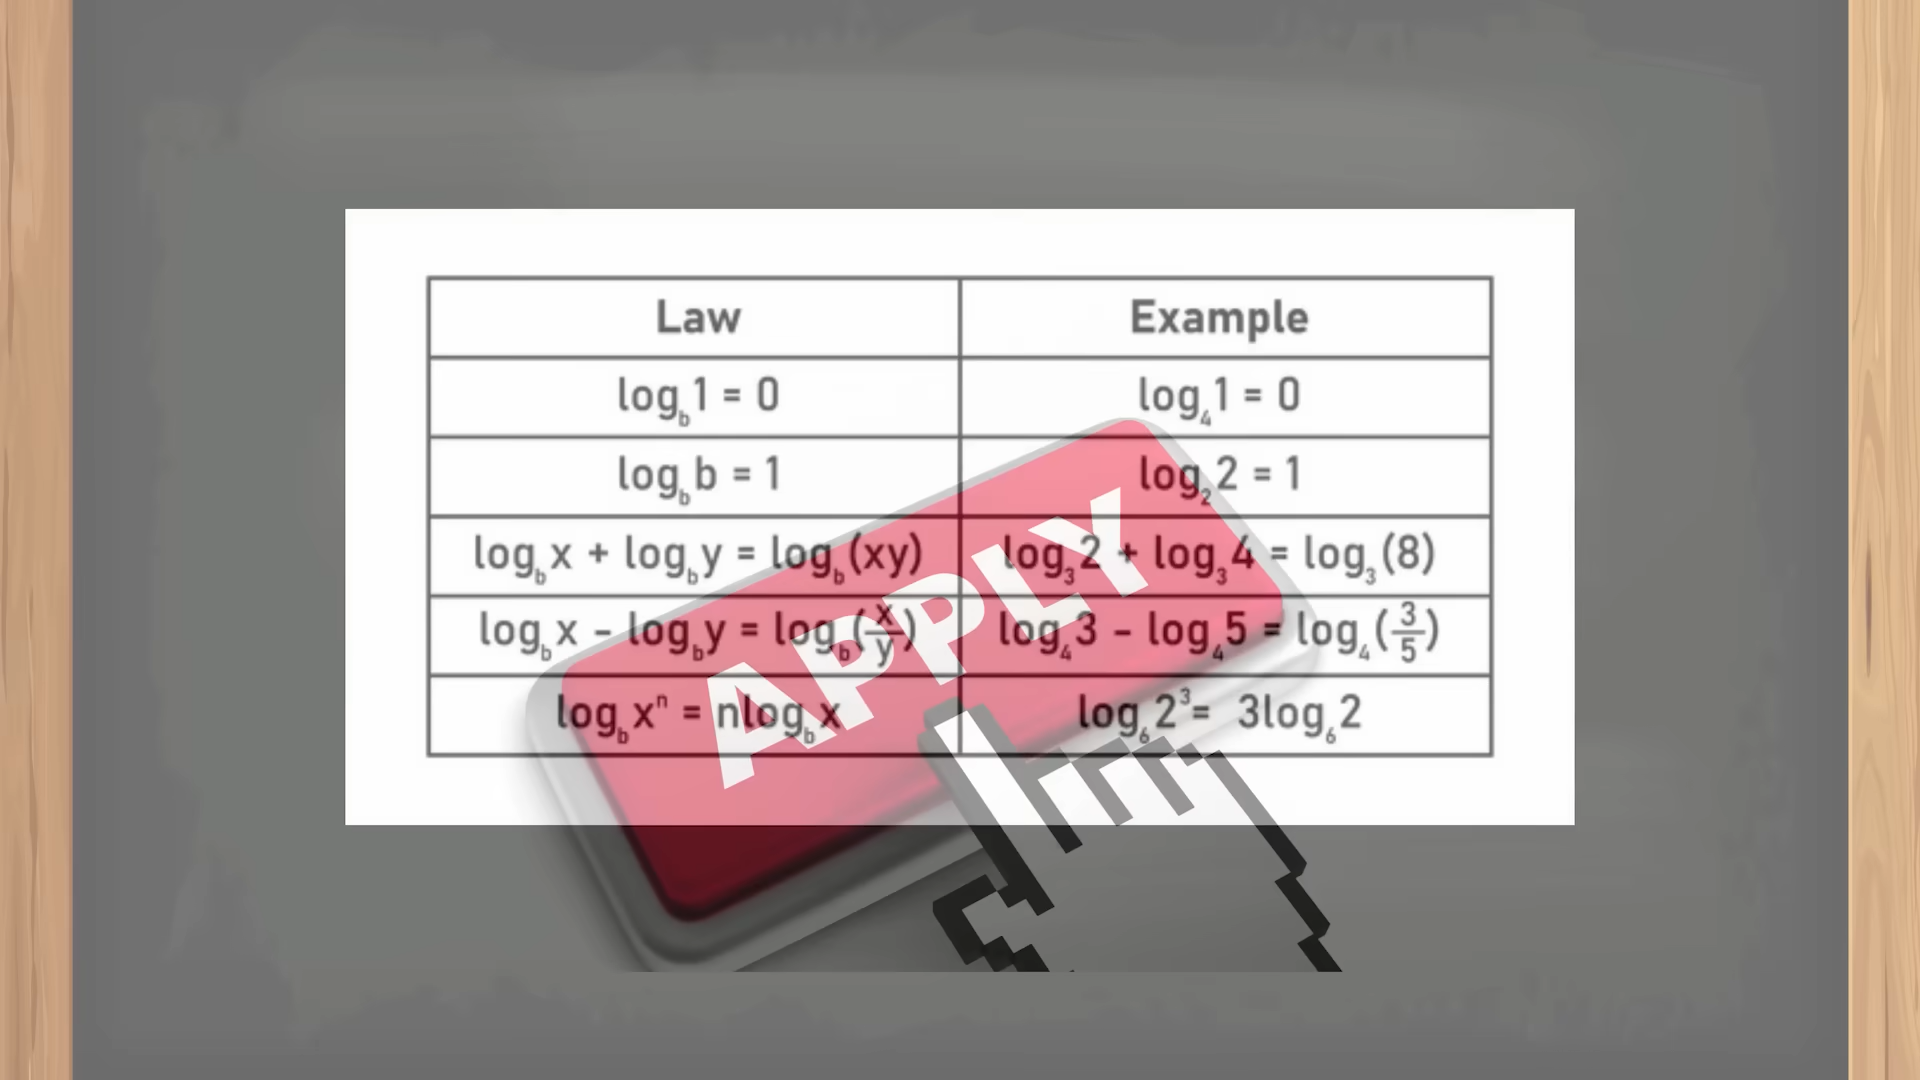 Law Example
log_b 1 = 0 log_4 1 = 0
log_b b = 1 log_2 2 = 1
log_b x + log_b y = log_b (xy) log_3 2 + log_3 4 = log_3 (8)
log_b x - log_b y = log_b (x/y) log_4 3 - log_4 5 = log_4 (3/5)
log_b x^n = nlog_b x log_6 2^3 = 3log_6 2
APPLY